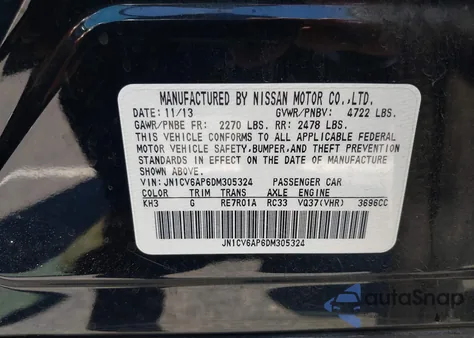 MANUFACTURED BY NISSAN MOTOR CO.,LTD.
DATE: 11/13 GVWR/PNBV: 4722 LBS.
GAWR/PNBE FR: 2270 LBS. RR: 2478 LBS.
THIS VEHICLE CONFORMS TO ALL APPLICABLE FEDERAL
MOTOR VEHICLE SAFETY,BUMPER,AND THEFT PREVENTION
STANDARDS IN EFFECT ON THE DATE OF MANUFACTURE
SHOWN ABOVE.
VIN: JN1CV6AP6DM305324 PASSENGER CAR
COLOR TRIM TRANS AXLE ENGINE
KH3 G RE7R01A RC33 VQ37(VHR) 3696CC
JN1CV6AP6DM305324
autoSnap